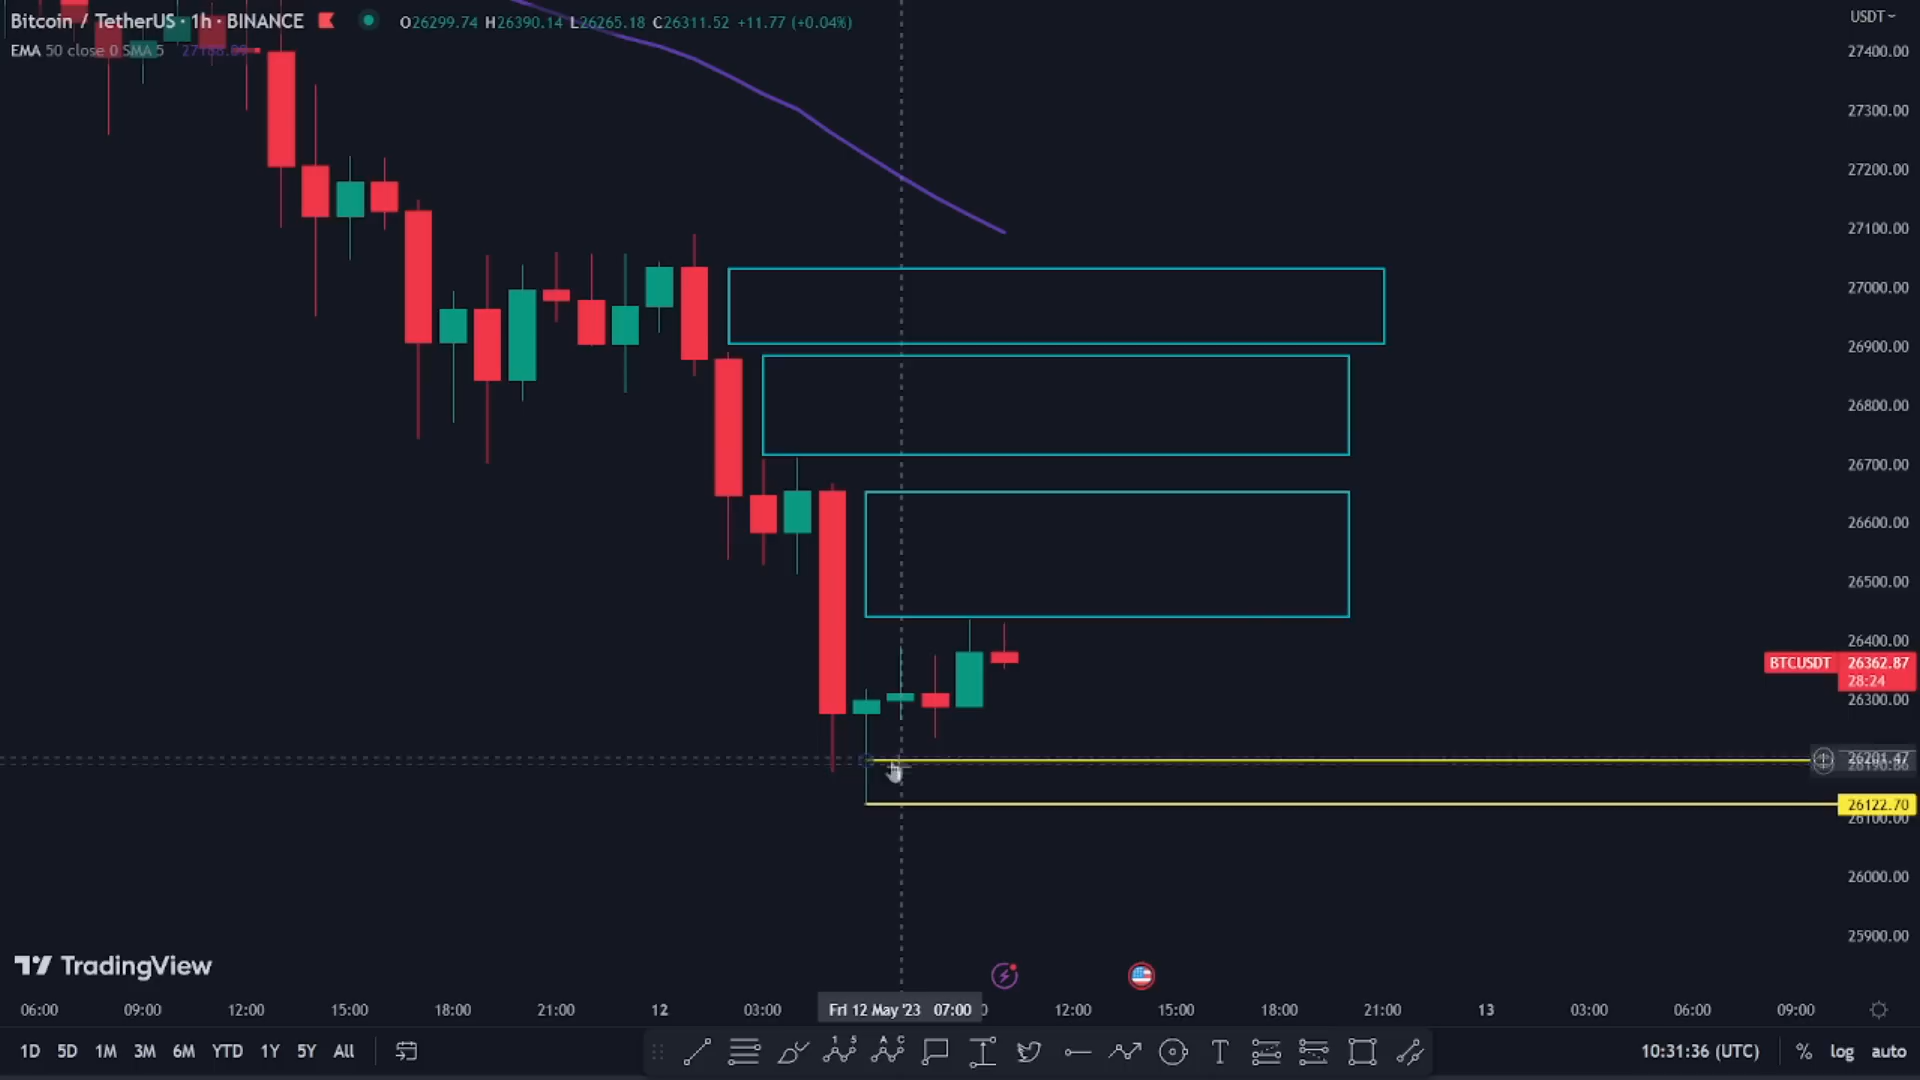 Bitcoin / TetherUS · 1h · BINANCE O26299.74 H26390.14 L26265.18 C26311.52 +11.77 (+0.04%)
EMA 50 close 0 SMA 5
USDT
27400.00
27300.00
27200.00
27100.00
27000.00
26900.00
26800.00
26700.00
26600.00
26500.00
26400.00
BTCUSDT 26362.87
28:24
26300.00
26201.47
26122.70
26100.00
26000.00
25900.00
TradingView
06:00 09:00 12:00 15:00 18:00 21:00 12 03:00 Fri 12 May '23 07:00 12:00 15:00 18:00 21:00 13 03:00 06:00 09:00
1D 5D 1M 3M 6M YTD 1Y 5Y All 10:31:36 (UTC) % log auto